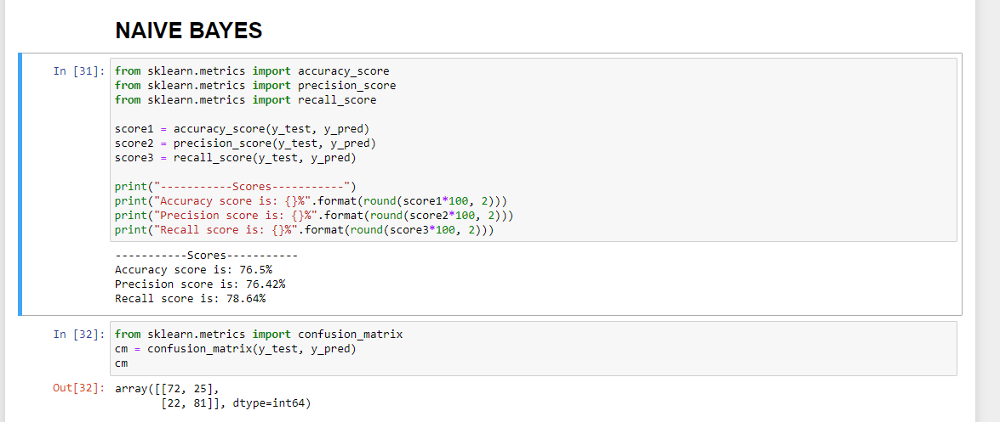 NAIVE BAYES
In [31]: from sklearn.metrics import accuracy_score
from sklearn.metrics import precision_score
from sklearn.metrics import recall_score
score1 = accuracy_score(y_test, y_pred)
score2 = precision_score(y_test, y_pred)
score3 = recall_score(y_test, y_pred)
print("-----------Scores-----------")
print("Accuracy score is: {}%".format(round(score1*100, 2)))
print("Precision score is: {}%".format(round(score2*100, 2)))
print("Recall score is: {}%".format(round(score3*100, 2)))
-----------Scores-----------
Accuracy score is: 76.5%
Precision score is: 76.42%
Recall score is: 78.64%
In [32]: from sklearn.metrics import confusion_matrix
cm = confusion_matrix(y_test, y_pred)
cm
Out[32]: array([[72, 25],
[22, 81]], dtype=int64)